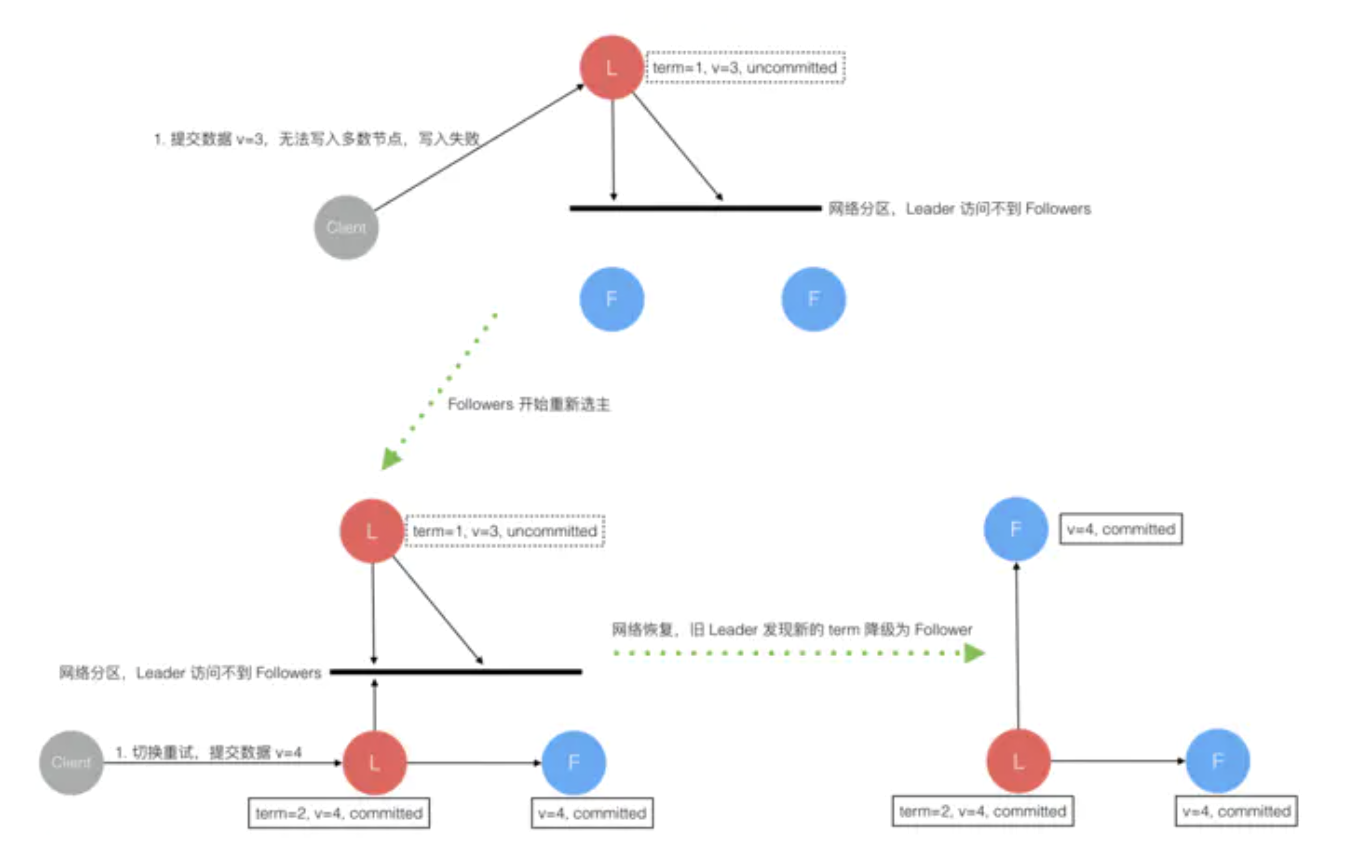 L
term=1, v=3, uncommitted
1. 提交数据 v=3，无法写入多数节点，写入失败
Client
网络分区，Leader 访问不到 Followers
F
F
Followers 开始重新选主
L
term=1, v=3, uncommitted
F
v=4, committed
网络恢复，旧 Leader 发现新的 term 降级为 Follower
网络分区，Leader 访问不到 Followers
Client
1. 切换重试，提交数据 v=4
L
F
L
F
term=2, v=4, committed
v=4, committed
term=2, v=4, committed
v=4, committed